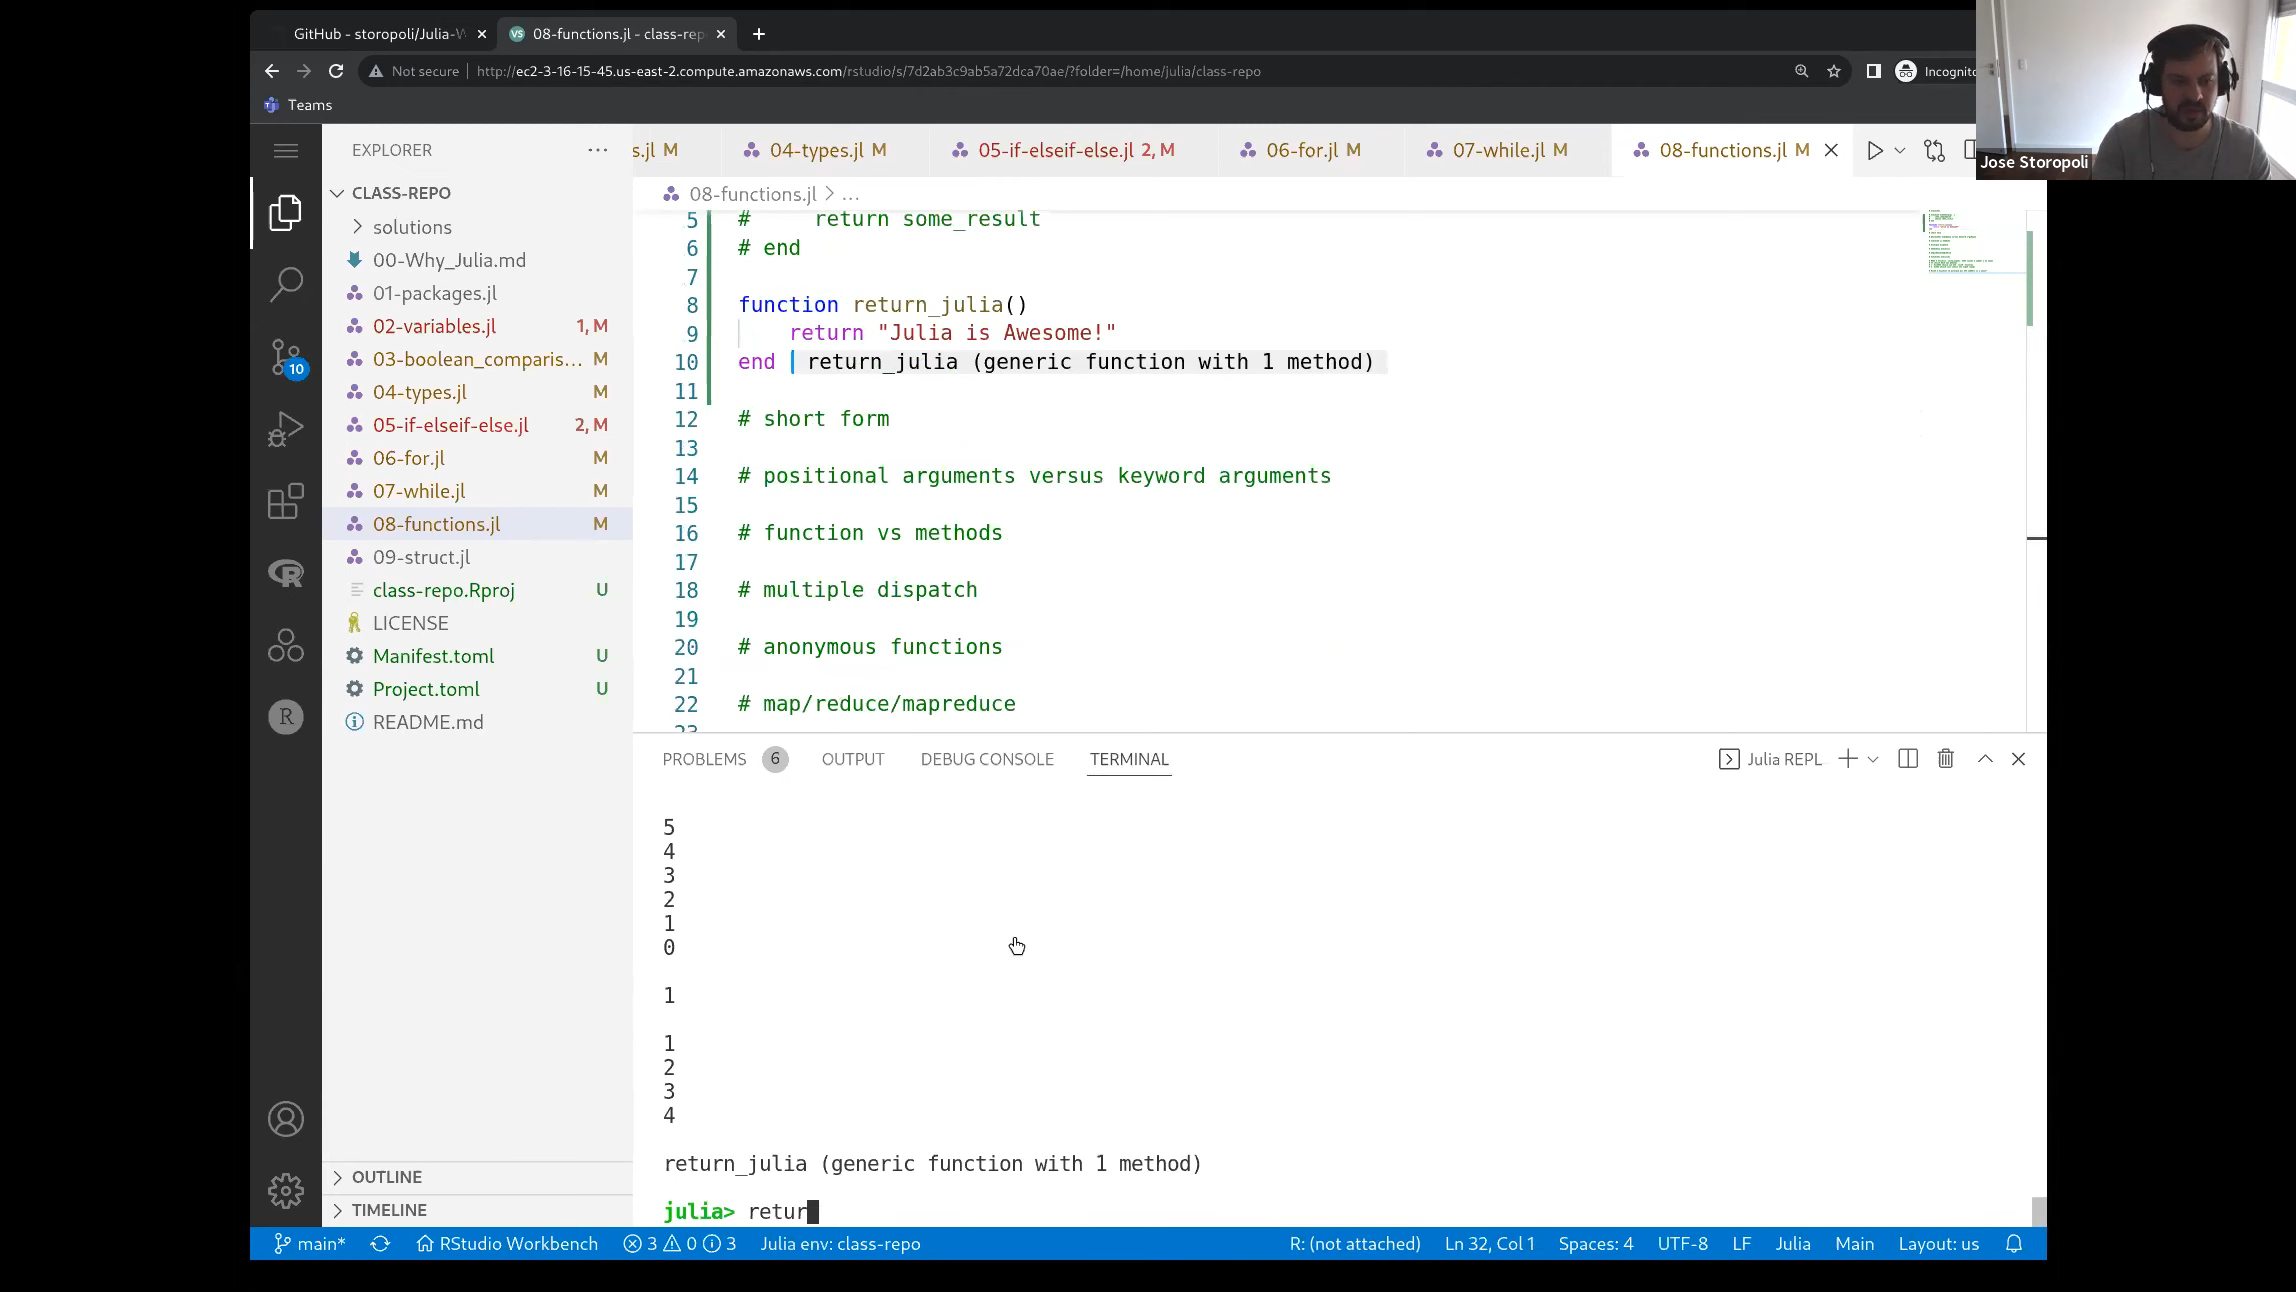 GitHub - storopoli/Julia-W
08-functions.jl - class-rep
Not secure
http://ec2-3-16-15-45.us-east-2.compute.amazonaws.com/rstudio/s/7d2ab3c9ab5a72dca70ae/?folder=/home/julia/class-repo
Incognito
Teams
Jose Storopoli
EXPLORER
CLASS-REPO
solutions
00-Why_Julia.md
01-packages.jl
02-variables.jl 1, M
03-boolean_comparis... M
04-types.jl M
05-if-elseif-else.jl 2, M
06-for.jl M
07-while.jl M
08-functions.jl M
09-struct.jl
class-repo.Rproj U
LICENSE
Manifest.toml U
Project.toml U
README.md
OUTLINE
TIMELINE
10
s.jl M
04-types.jl M
05-if-elseif-else.jl 2, M
06-for.jl M
07-while.jl M
08-functions.jl M
08-functions.jl > ...
5 # return some_result
6 # end
7
8 function return_julia()
9 return "Julia is Awesome!"
10 end return_julia (generic function with 1 method)
11
12 # short form
13
14 # positional arguments versus keyword arguments
15
16 # function vs methods
17
18 # multiple dispatch
19
20 # anonymous functions
21
22 # map/reduce/mapreduce
23
PROBLEMS 6 OUTPUT DEBUG CONSOLE TERMINAL
Julia REPL
5
4
3
2
1
0
1
1
2
3
4
return_julia (generic function with 1 method)
julia> retur
main* RStudio Workbench 3 0 3 Julia env: class-repo
R: (not attached) Ln 32, Col 1 Spaces: 4 UTF-8 LF Julia Main Layout: us